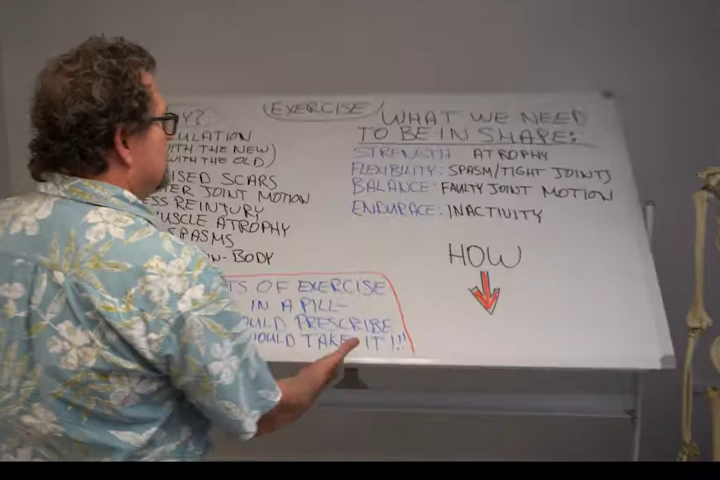 Y?
EXERCISE
ULATION
WITH THE NEW)
WITH THE OLD)
ISED SCARS
ER JOINT MOTION
SS REINJURY
USCLE ATROPHY
SPASMS
N-BODY
TS OF EXERCISE
IN A PILL-
OULD PRESCRIBE
OULD TAKE IT!!!
WHAT WE NEED
TO BE IN SHAPE:
STRENGTH ATROPHY
FLEXIBILITY: SPASM/TIGHT JOINTS
BALANCE: FAULTY JOINT MOTION
ENDURACE: INACTIVITY
HOW